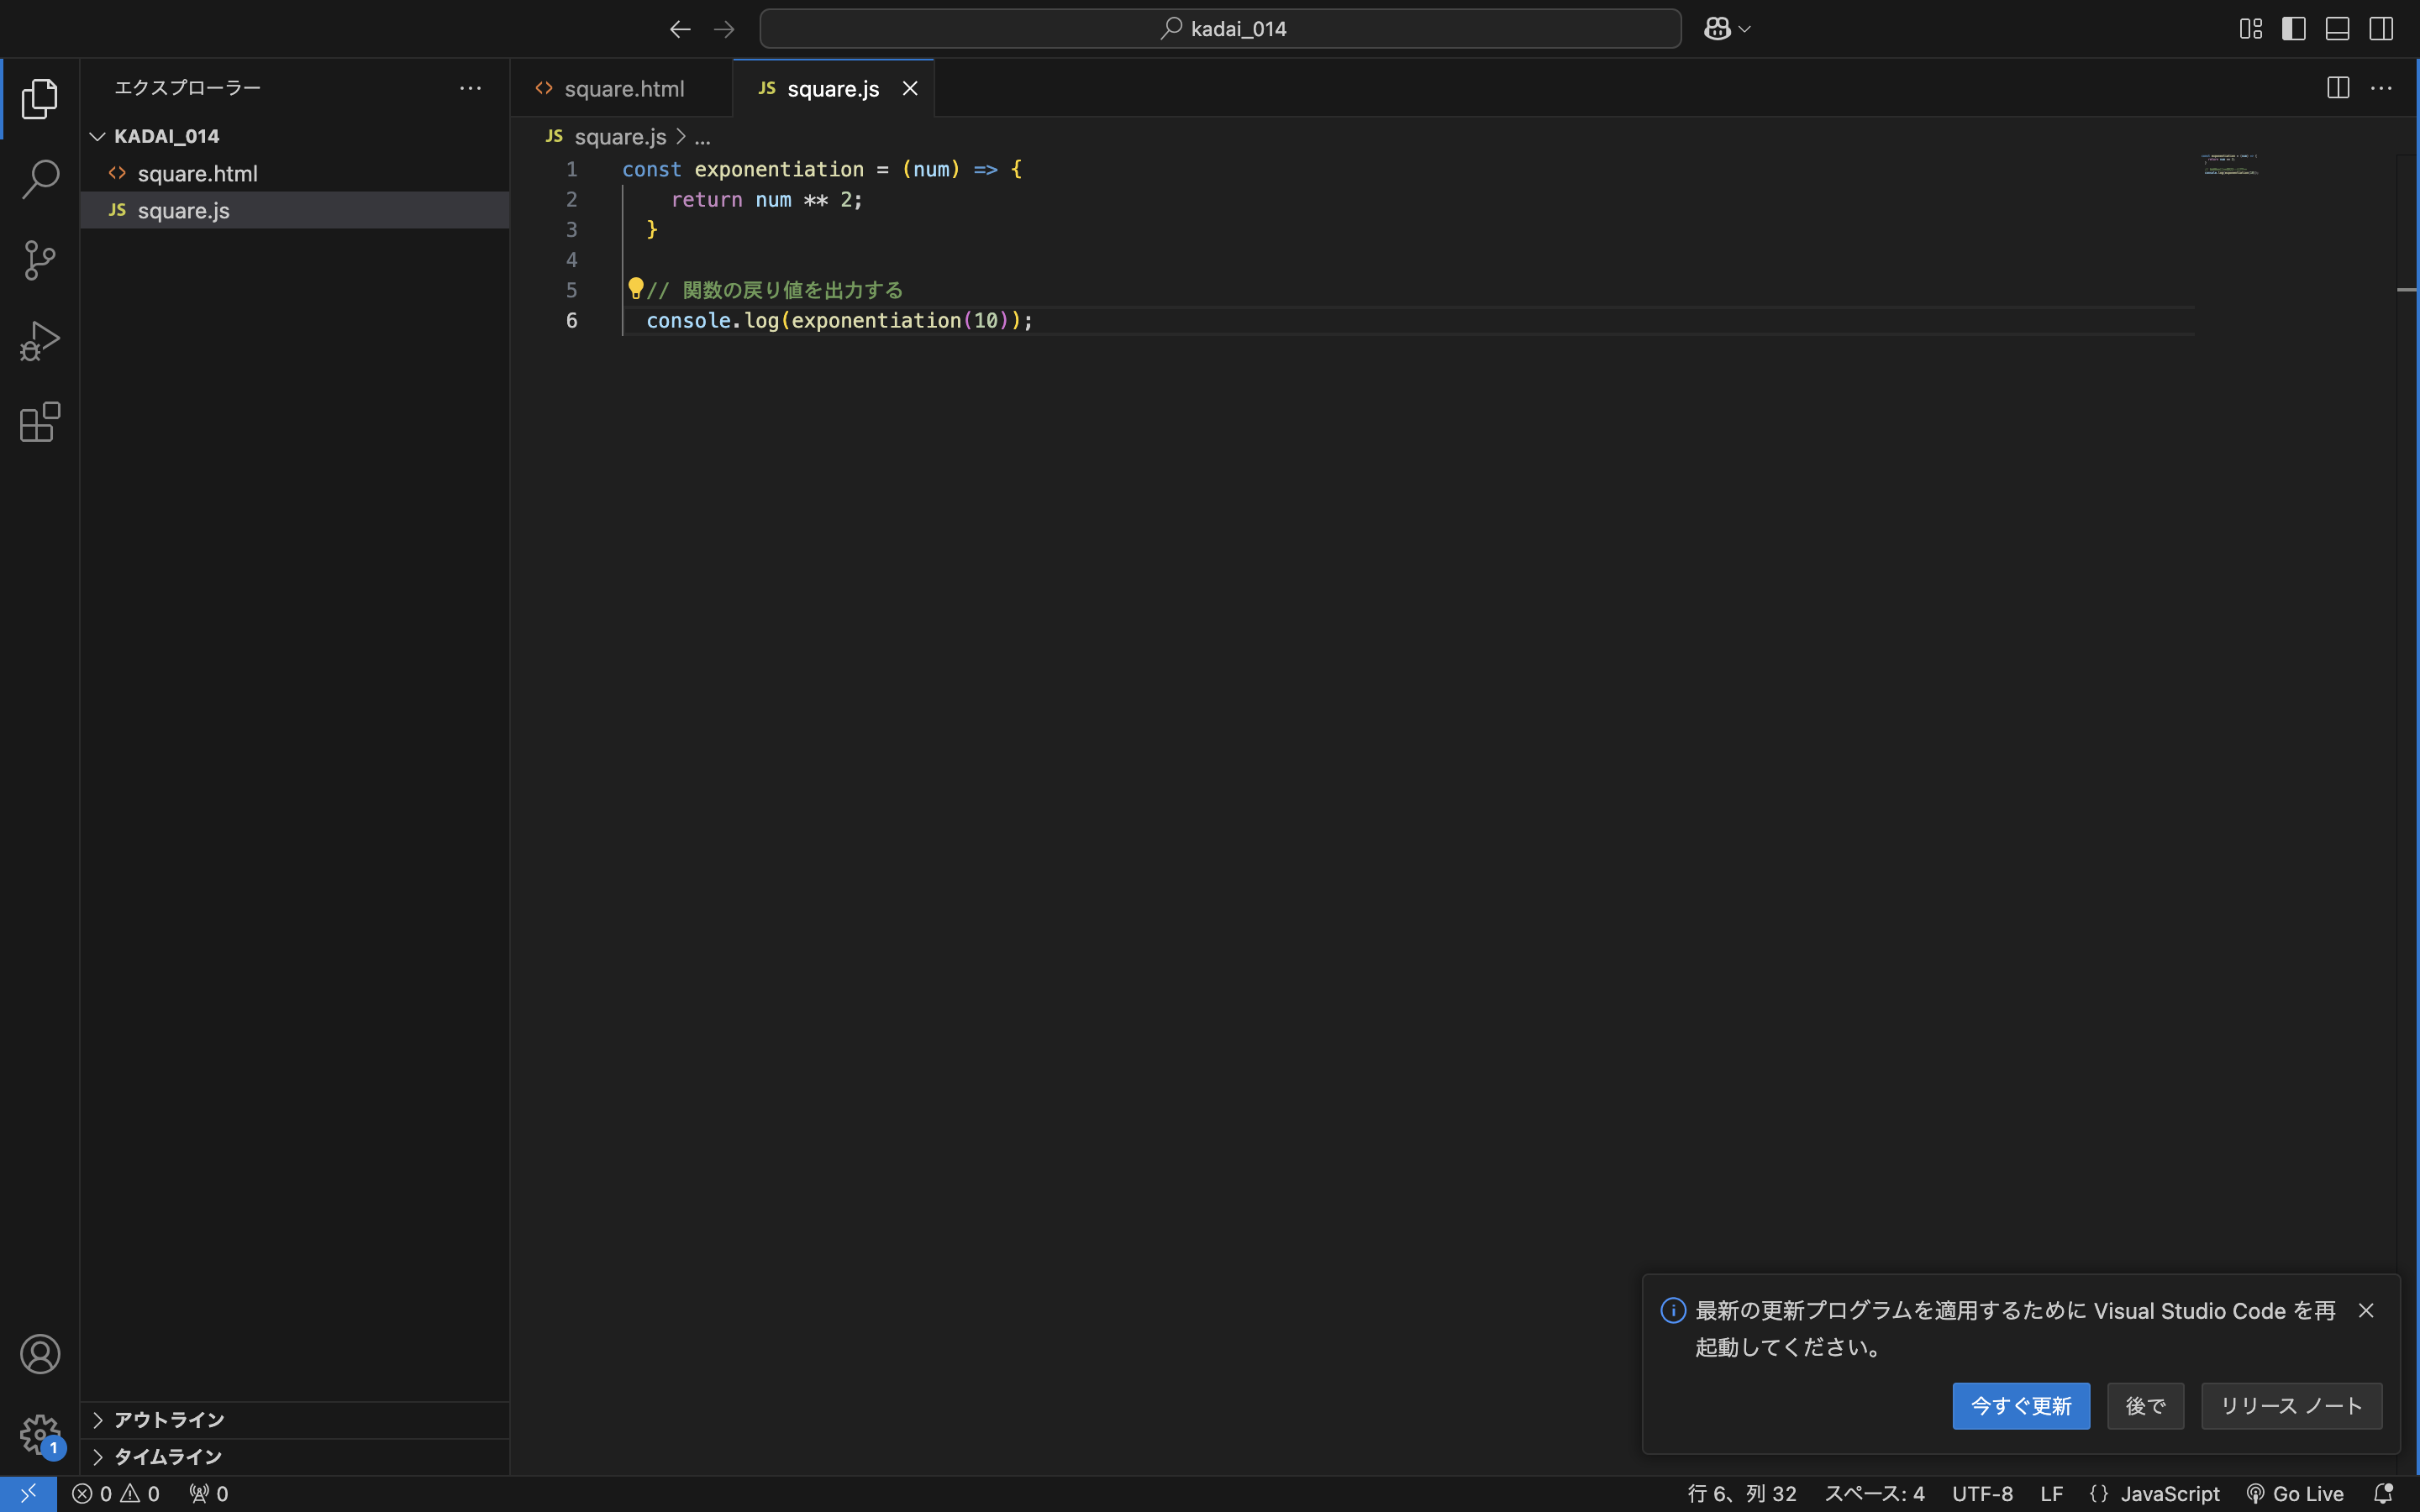 kadai_014
エクスプローラー
square.html
JS square.js
KADAI_014
square.html
JS square.js
JS square.js > ...
1 const exponentiation = (num) => {
2 return num ** 2;
3 }
4
5 // 関数の戻り値を出力する
6 console.log(exponentiation(10));
最新の更新プログラムを適用するために Visual Studio Code を再
起動してください。
今すぐ更新 後で リリース ノート
アウトライン
タイムライン
1
0 0 0
行 6、列 32 スペース: 4 UTF-8 LF {} JavaScript Go Live